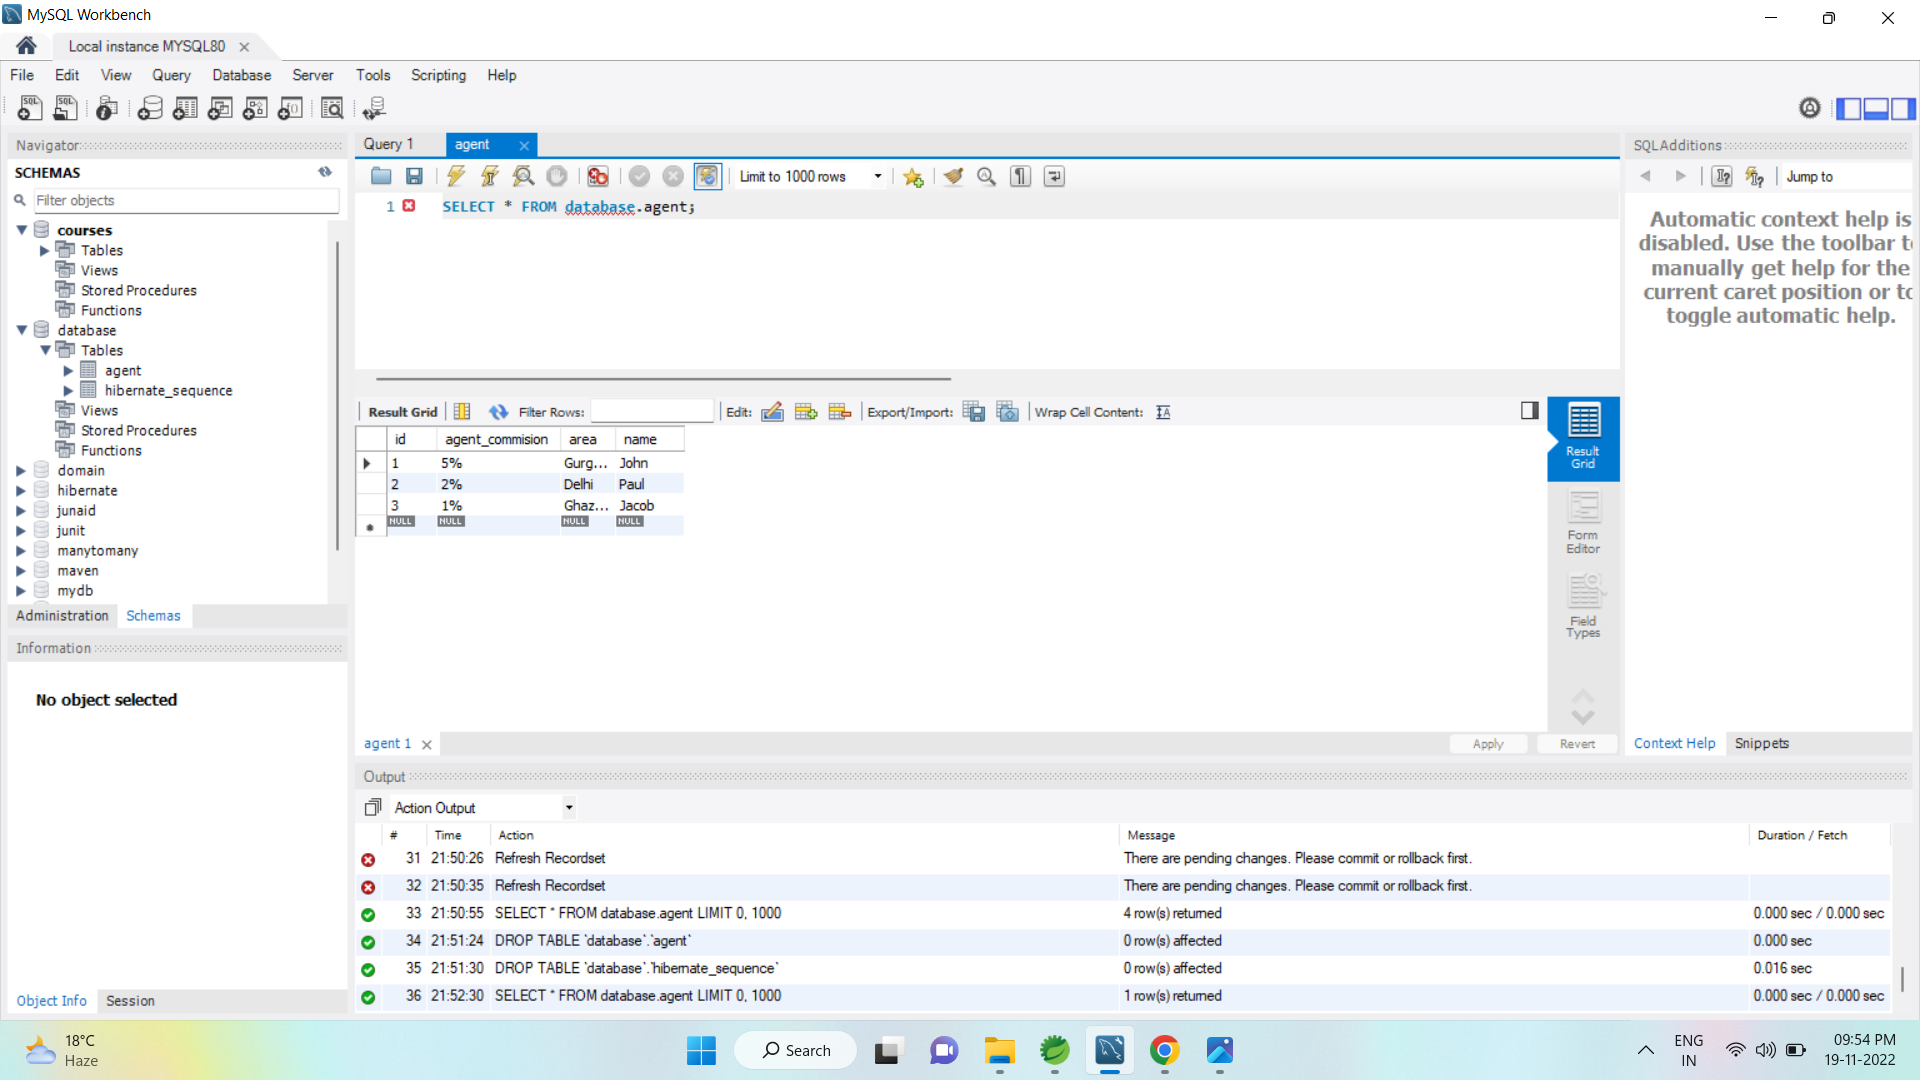 MySQL Workbench
Local instance MYSQL80
File Edit View Query Database Server Tools Scripting Help
Navigator
SCHEMAS
Filter objects
courses
Tables
Views
Stored Procedures
Functions
database
Tables
agent
hibernate_sequence
Views
Stored Procedures
Functions
domain
hibernate
junaid
junit
manytomany
maven
mydb
Administration Schemas
Information
No object selected
Object Info Session
Query 1 agent
Limit to 1000 rows
1 SELECT * FROM database.agent;
Result Grid Filter Rows: Edit: Export/Import: Wrap Cell Content:
id agent_commision area name
1 5% Gurg... John
2 2% Delhi Paul
3 1% Ghaz... Jacob
NULL NULL NULL NULL
Result
Grid
Form
Editor
Field
Types
agent 1
Apply Revert
SQLAdditions
Jump to
Automatic context help is
disabled. Use the toolbar to
manually get help for the
current caret position or to
toggle automatic help.
Context Help Snippets
Output
Action Output
# Time Action Message Duration / Fetch
31 21:50:26 Refresh Recordset There are pending changes. Please commit or rollback first.
32 21:50:35 Refresh Recordset There are pending changes. Please commit or rollback first.
33 21:50:55 SELECT * FROM database.agent LIMIT 0, 1000 4 row(s) returned 0.000 sec / 0.000 sec
34 21:51:24 DROP TABLE `database`.`agent` 0 row(s) affected 0.000 sec
35 21:51:30 DROP TABLE `database`.`hibernate_sequence` 0 row(s) affected 0.016 sec
36 21:52:30 SELECT * FROM database.agent LIMIT 0, 1000 1 row(s) returned 0.000 sec / 0.000 sec
18°C
Haze
Search
ENG
IN
09:54 PM
19-11-2022